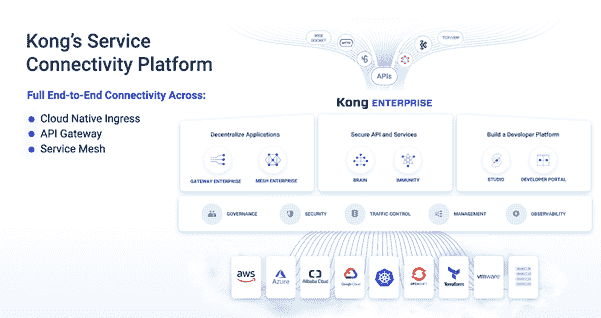 Kong's Service
Connectivity Platform
Full End-to-End Connectivity Across:
Cloud Native Ingress
API Gateway
Service Mesh
WEB
SOCKET
TCP/UDP
APIs
Kong ENTERPRISE
Decentralize Applications
Secure API and Services
Build a Developer Platform
GATEWAY ENTERPRISE
MESH ENTERPRISE
BRAIN
IMMUNITY
STUDIO
DEVELOPER PORTAL
GOVERNANCE
SECURITY
TRAFFIC CONTROL
MANAGEMENT
OBSERVABILITY
aws
Azure
Alibaba Cloud
Google Cloud
OPENSHIFT
Terraform
vmware